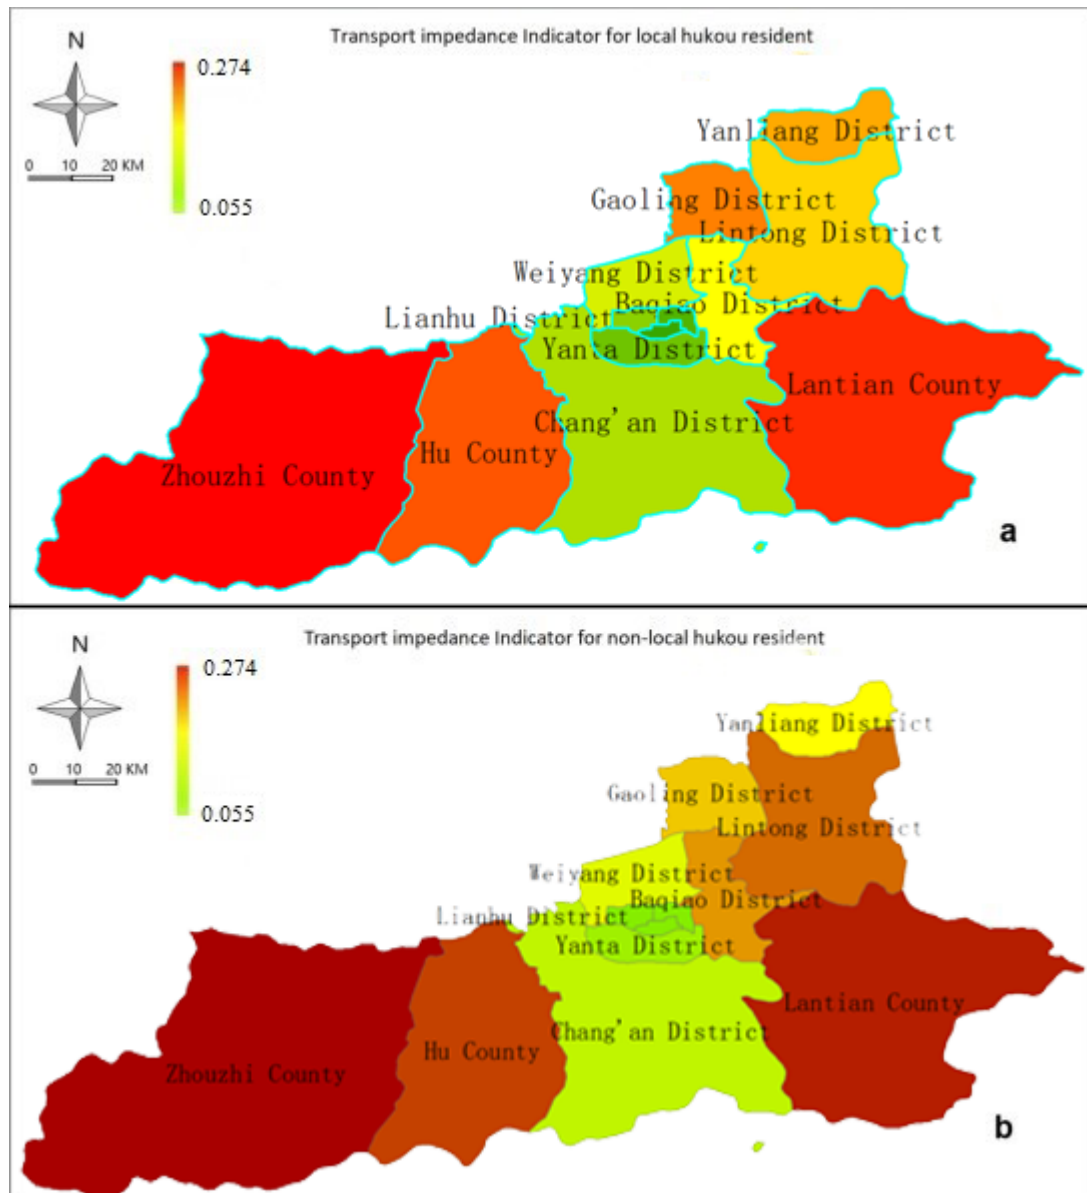 Transport impedance Indicator for local hukou resident
N
0.274
0 10 20 KM
0.055
Yanliang District
Gaoling District
Lintong District
Weiyang District
Baqiao District
Lianhu District
Yanta District
Lantian County
Chang'an District
Hu County
Zhouzhi County
a
Transport impedance Indicator for non-local hukou resident
N
0.274
0 10 20 KM
0.055
Yanliang District
Gaoling District
Lintong District
Weiyang District
Baqiao District
Lianhu District
Yanta District
Lantian County
Chang'an District
Hu County
Zhouzhi County
b